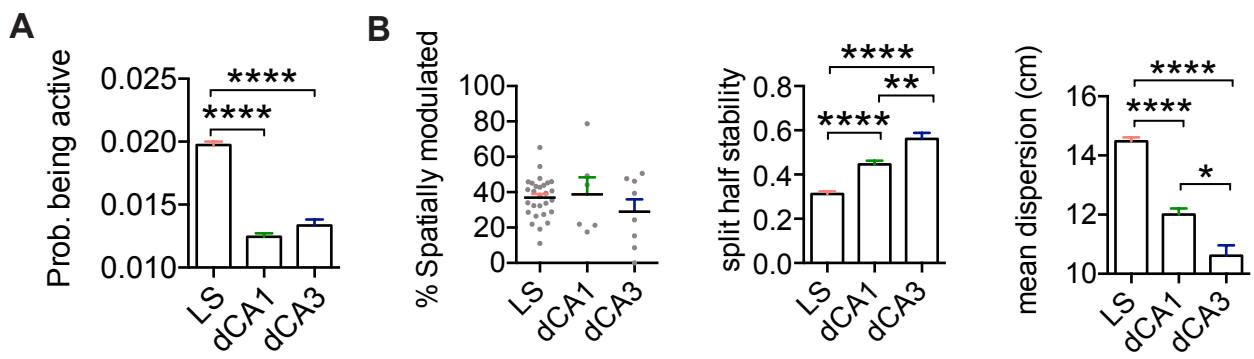 A
Prob. being active
0.025
0.020
0.015
0.010
****
****
LS
dCA1
dCA3
B
% Spatially modulated
100
80
60
40
20
0
LS
dCA1
dCA3
split half stability
0.8
0.6
0.4
0.2
0.0
****
**
****
LS
dCA1
dCA3
mean dispersion (cm)
16
14
12
10
****
****
*
LS
dCA1
dCA3